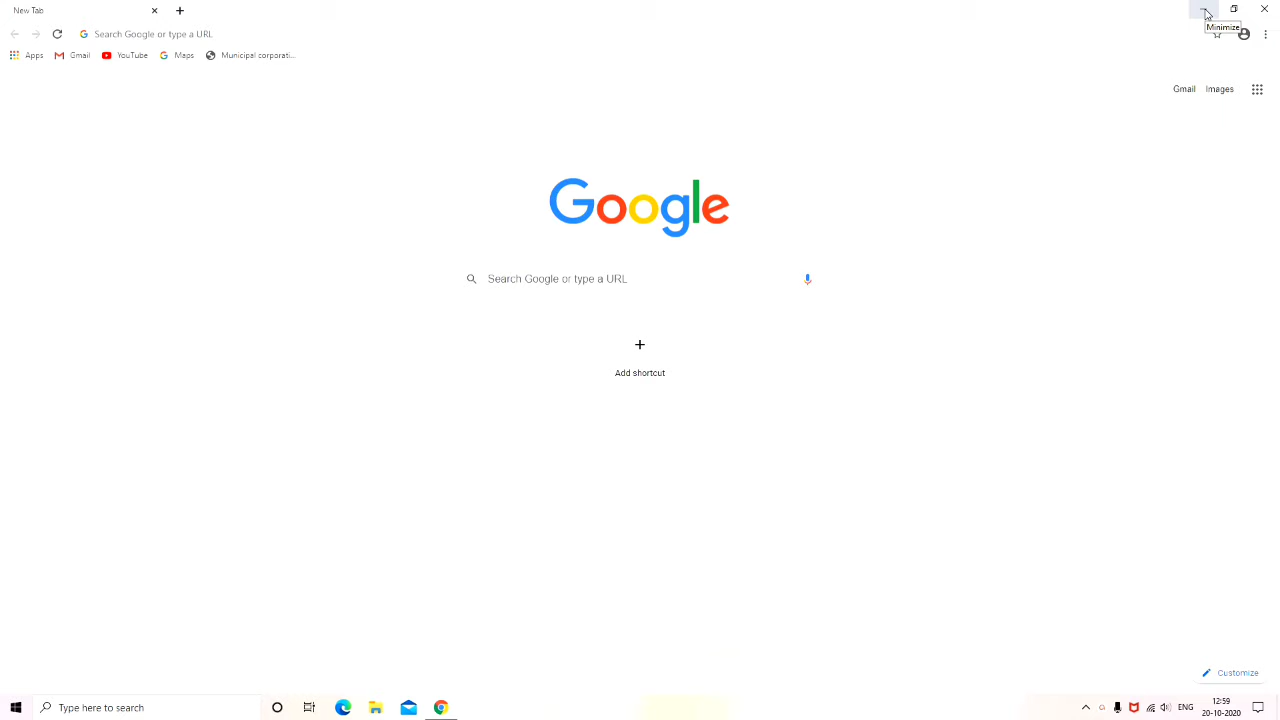 New Tab
Minimize
Search Google or type a URL
Apps Gmail YouTube Maps Municipal corporati...
Gmail Images
Google
Search Google or type a URL
Add shortcut
Customize
Type here to search
ENG
12:59
20-10-2020